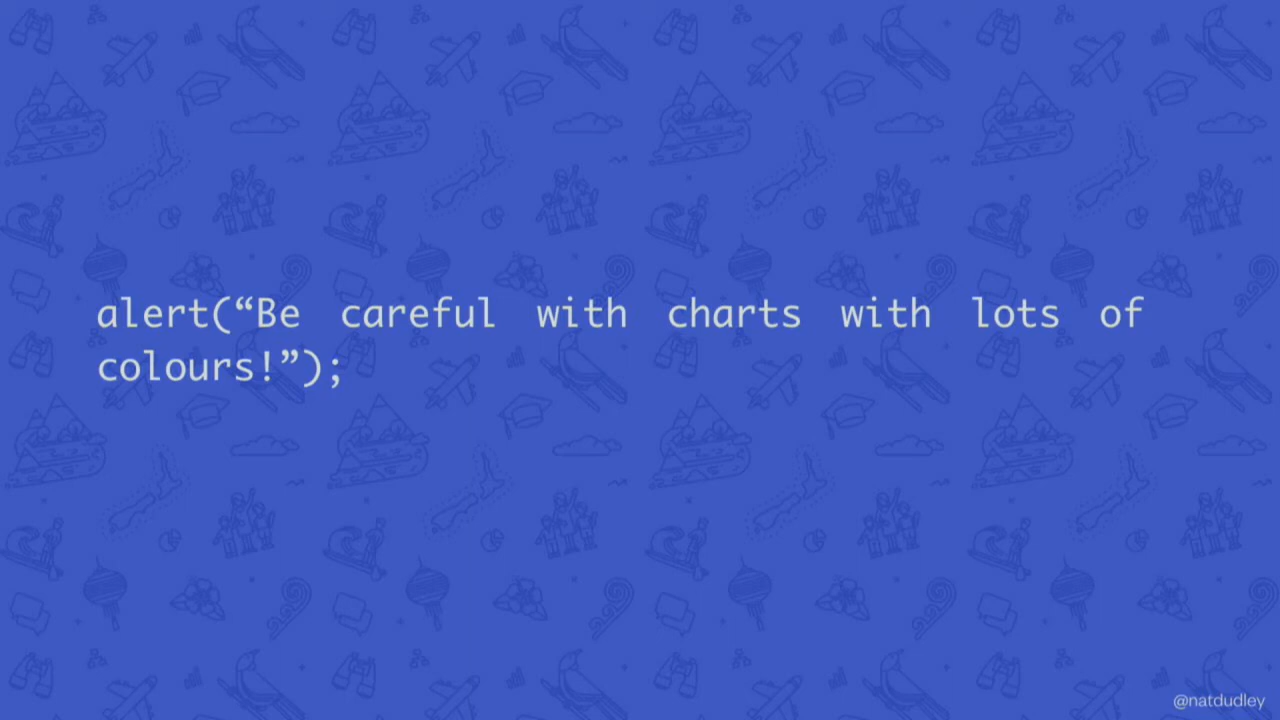 alert(“Be careful with charts with lots of
colours!”);
@natdudley